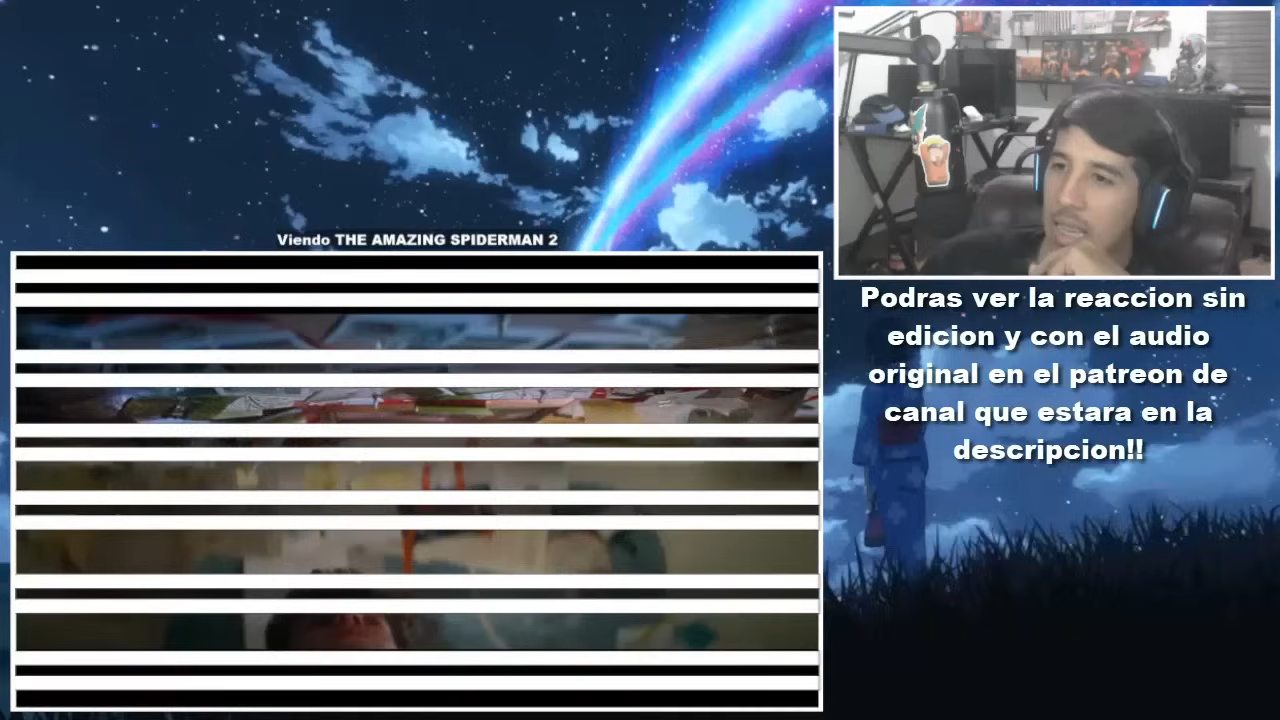 Viendo THE AMAZING SPIDERMAN 2
Podras ver la reaccion sin
edicion y con el audio
original en el patreon de
canal que estara en la
descripcion!!